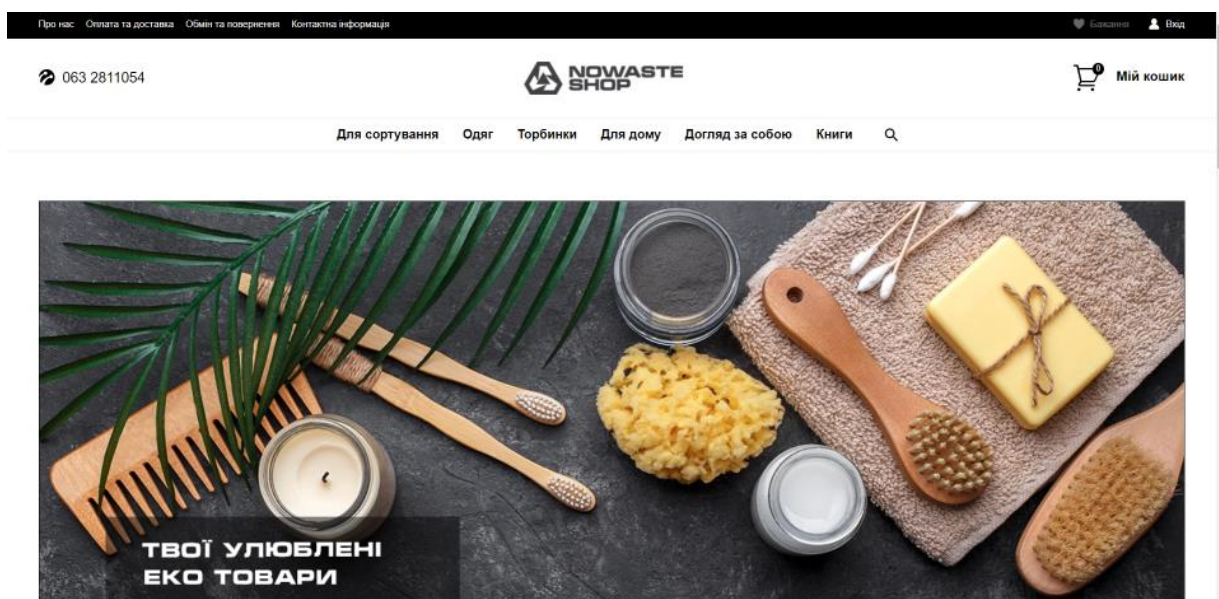 Про нас Оплата та доставка Обмін та повернення Контактна інформація Бажання Вхід
063 2811054
NOWASTE
SHOP
0
Мій кошик
Для сортування Одяг Торбинки Для дому Догляд за собою Книги
ТВОЇ УЛЮБЛЕНІ
ЕКО ТОВАРИ